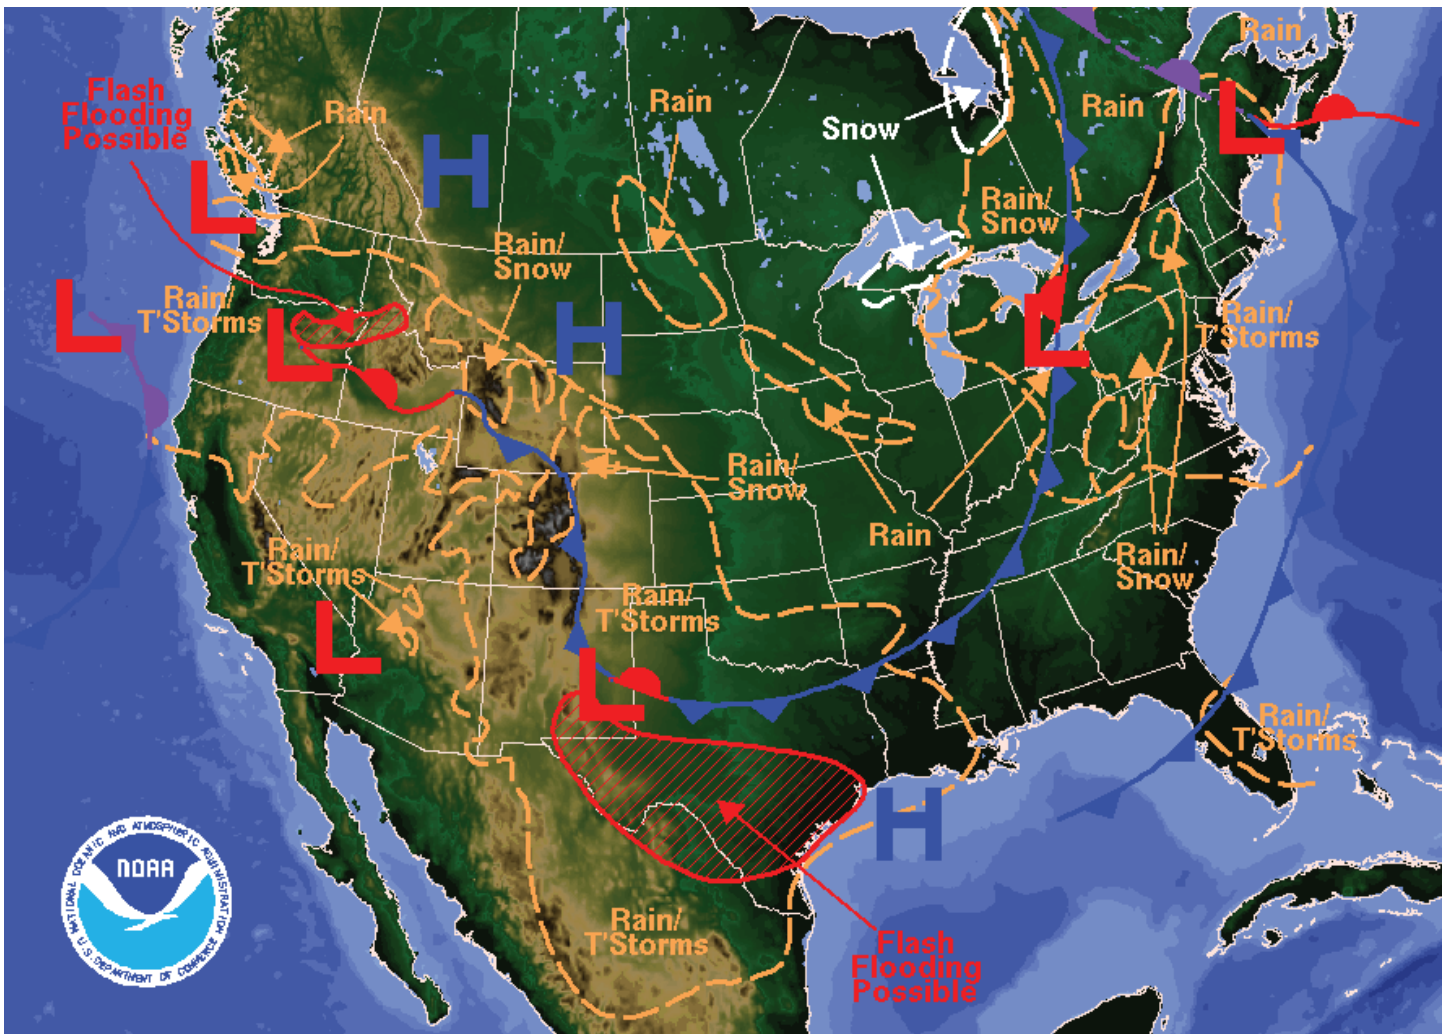 Rain
Flash
Flooding
Possible
Rain
Rain
Rain
Snow
L
H
L
Rain/
Snow
Rain/
Snow
L
Rain/
T'Storms
H
L
L
Rain/
T'Storms
Rain/
Snow
Rain
Rain/
T'Storms
Rain/
Snow
Rain/
T'Storms
L
L
Rain/
T'Storms
H
NATIONAL OCEANIC AND ATMOSPHERIC ADMINISTRATION
NOAA
U.S. DEPARTMENT OF COMMERCE
Rain/
T'Storms
Flash
Flooding
Possible